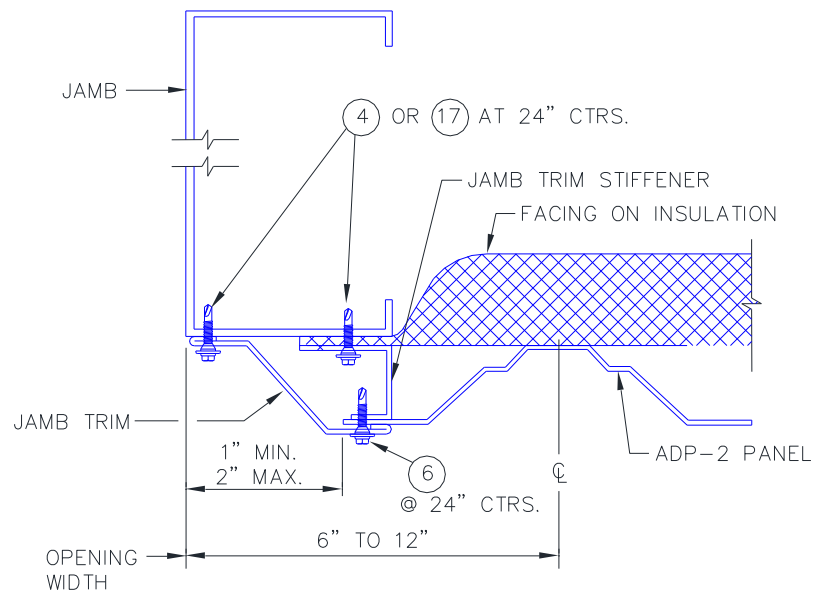 JAMB
4 OR 17 AT 24” CTRS.
JAMB TRIM STIFFENER
FACING ON INSULATION
JAMB TRIM
1” MIN.
2” MAX.
6
@ 24” CTRS.
℄
ADP-2 PANEL
6” TO 12”
OPENING
WIDTH